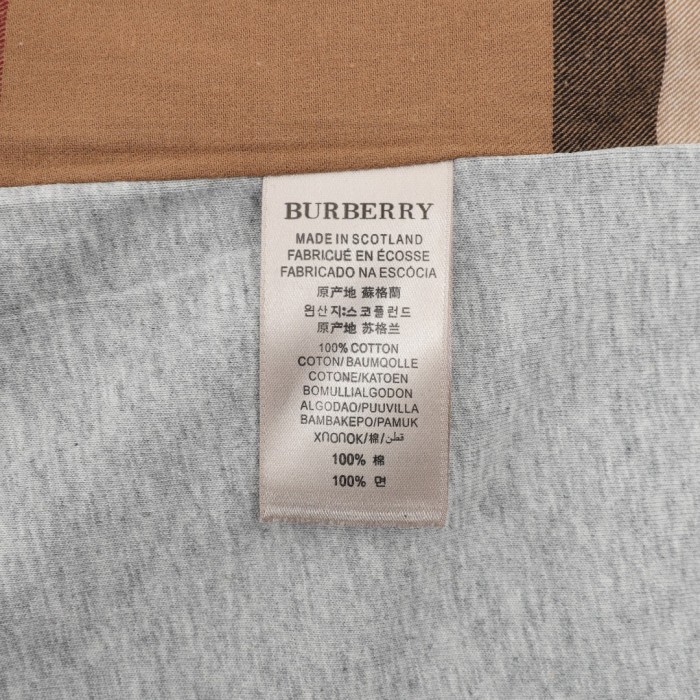 BURBERRY
MADE IN SCOTLAND
FABRIQUÉ EN ÉCOSSE
FABRICADO NA ESCÓCIA
原产地 蘇格蘭
원산지:스코틀런드
原产地 苏格兰
100% COTTON
COTON/BAUMQOLLE
COTONE/KATOEN
BOMULLIALGODON
ALGODAO/PUUVILLA
BAMBAKEPO/PAMUK
XՈOՈOK/棉/قطن
100% 棉
100% 면